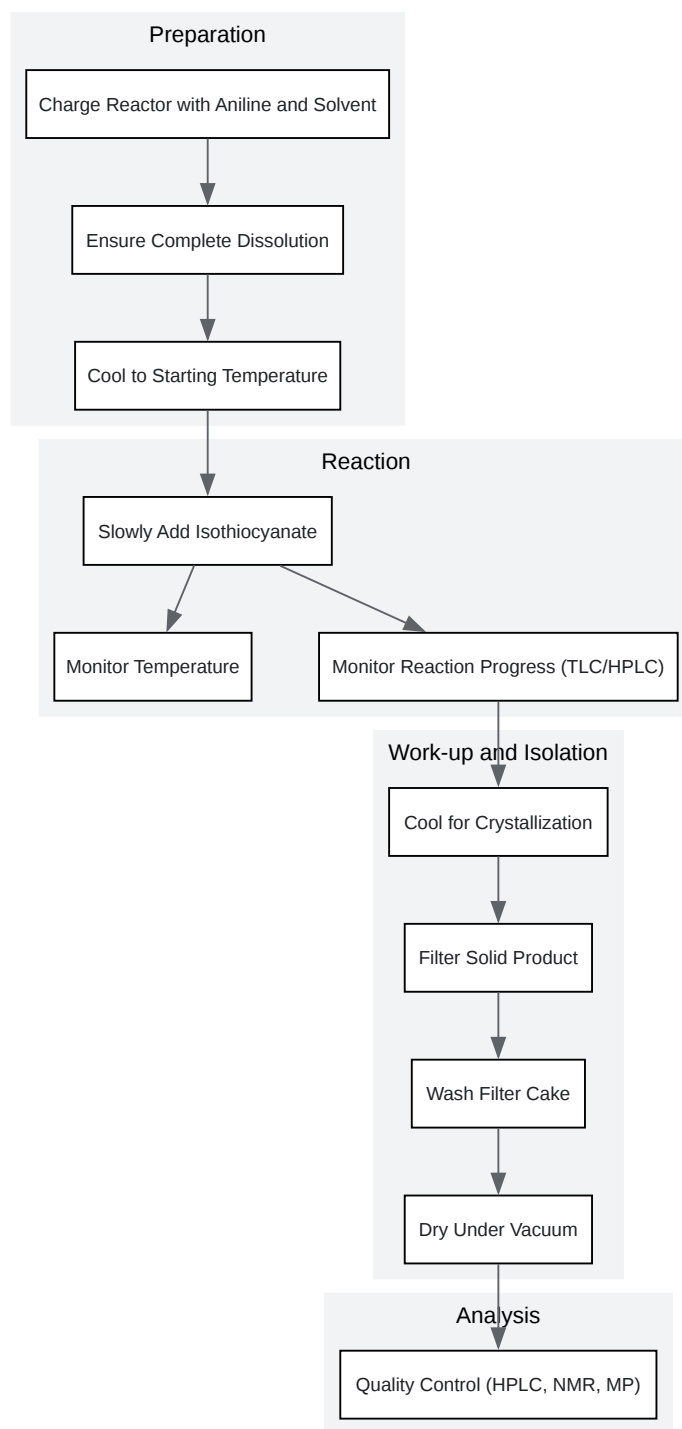 Preparation
Charge Reactor with Aniline and Solvent
Ensure Complete Dissolution
Cool to Starting Temperature
Reaction
Slowly Add Isothiocyanate
Monitor Temperature
Monitor Reaction Progress (TLC/HPLC)
Work-up and Isolation
Cool for Crystallization
Filter Solid Product
Wash Filter Cake
Dry Under Vacuum
Analysis
Quality Control (HPLC, NMR, MP)